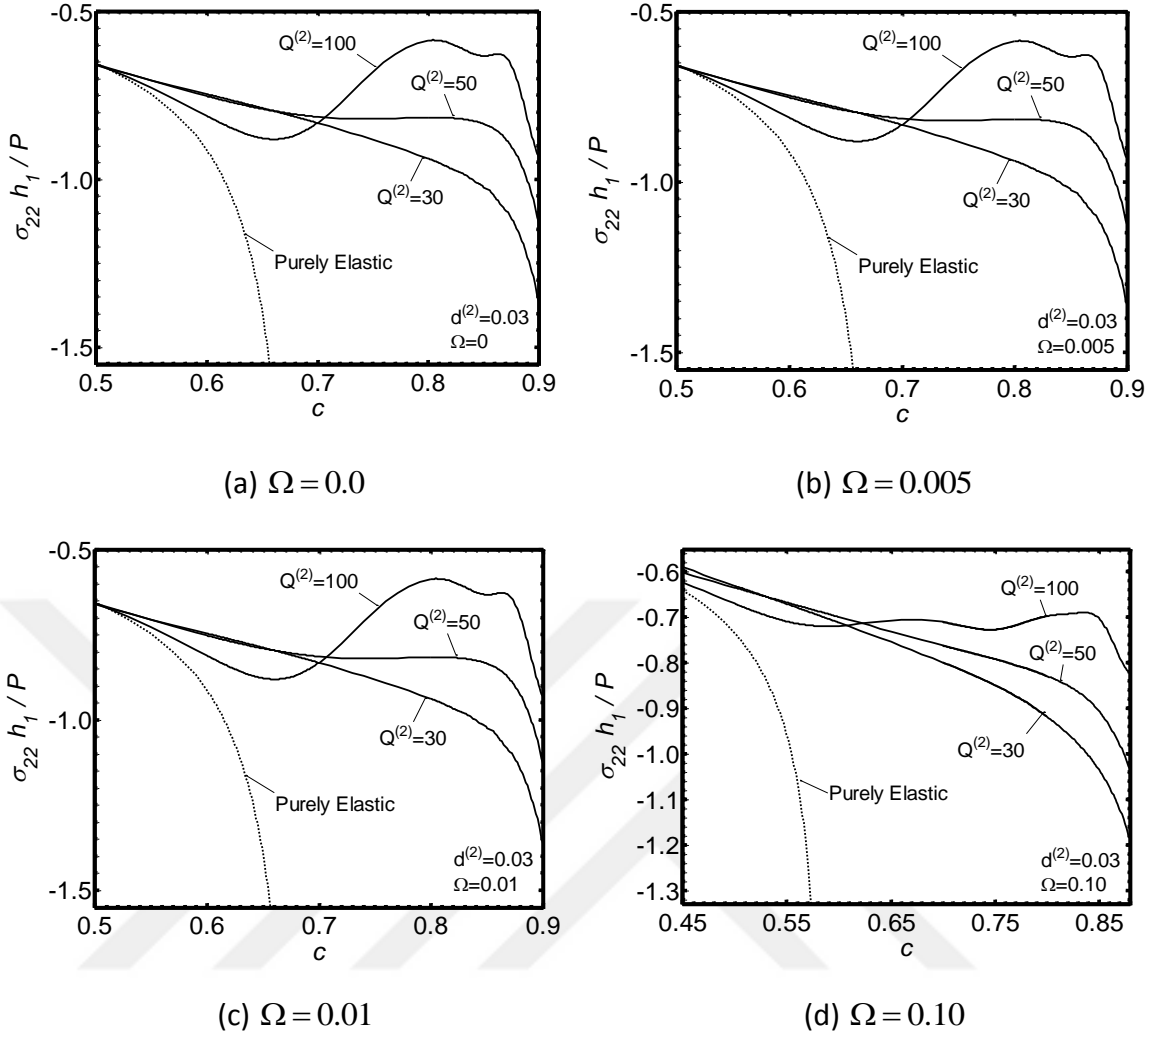 -0.5
Q(2)=100
Q(2)=50
-1.0
Q(2)=30
Purely Elastic
d(2)=0.03
Ω=0
-1.5
0.5 0.6 0.7 0.8 0.9
c
σ22 h1 / P
(a) Ω = 0.0
-0.5
Q(2)=100
Q(2)=50
-1.0
Q(2)=30
Purely Elastic
d(2)=0.03
Ω=0.005
-1.5
0.5 0.6 0.7 0.8 0.9
c
σ22 h1 / P
(b) Ω = 0.005
-0.5
Q(2)=100
Q(2)=50
-1.0
Q(2)=30
Purely Elastic
d(2)=0.03
Ω=0.01
-1.5
0.5 0.6 0.7 0.8 0.9
c
σ22 h1 / P
(c) Ω = 0.01
-0.6
Q(2)=100
-0.7
Q(2)=50
-0.8
-0.9
Q(2)=30
-1.0
Purely Elastic
-1.1
d(2)=0.03
-1.2
Ω=0.10
-1.3
0.45 0.55 0.65 0.75 0.85
c
σ22 h1 / P
(d) Ω = 0.10